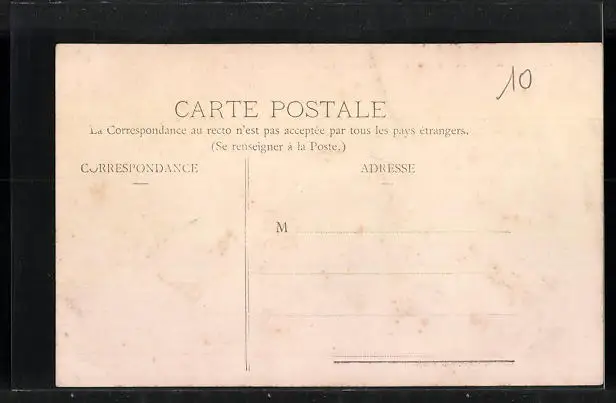 10
CARTE POSTALE
La Correspondance au recto n'est pas acceptée par tous les pays étrangers.
(Se renseigner à la Poste.)
CORRESPONDANCE ADRESSE
M